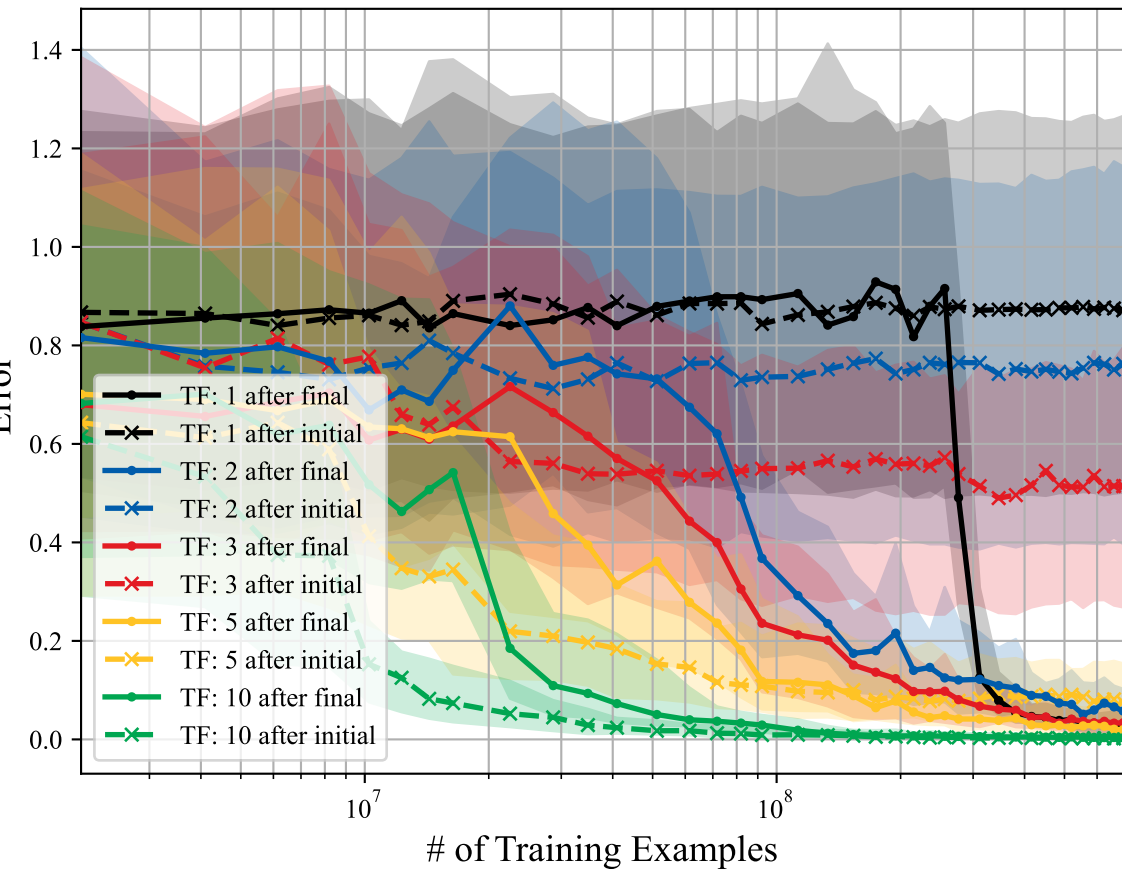 1.4
1.2
1.0
0.8
0.6
0.4
0.2
0.0
Error
TF: 1 after final
TF: 1 after initial
TF: 2 after final
TF: 2 after initial
TF: 3 after final
TF: 3 after initial
TF: 5 after final
TF: 5 after initial
TF: 10 after final
TF: 10 after initial
10⁷
10⁸
# of Training Examples